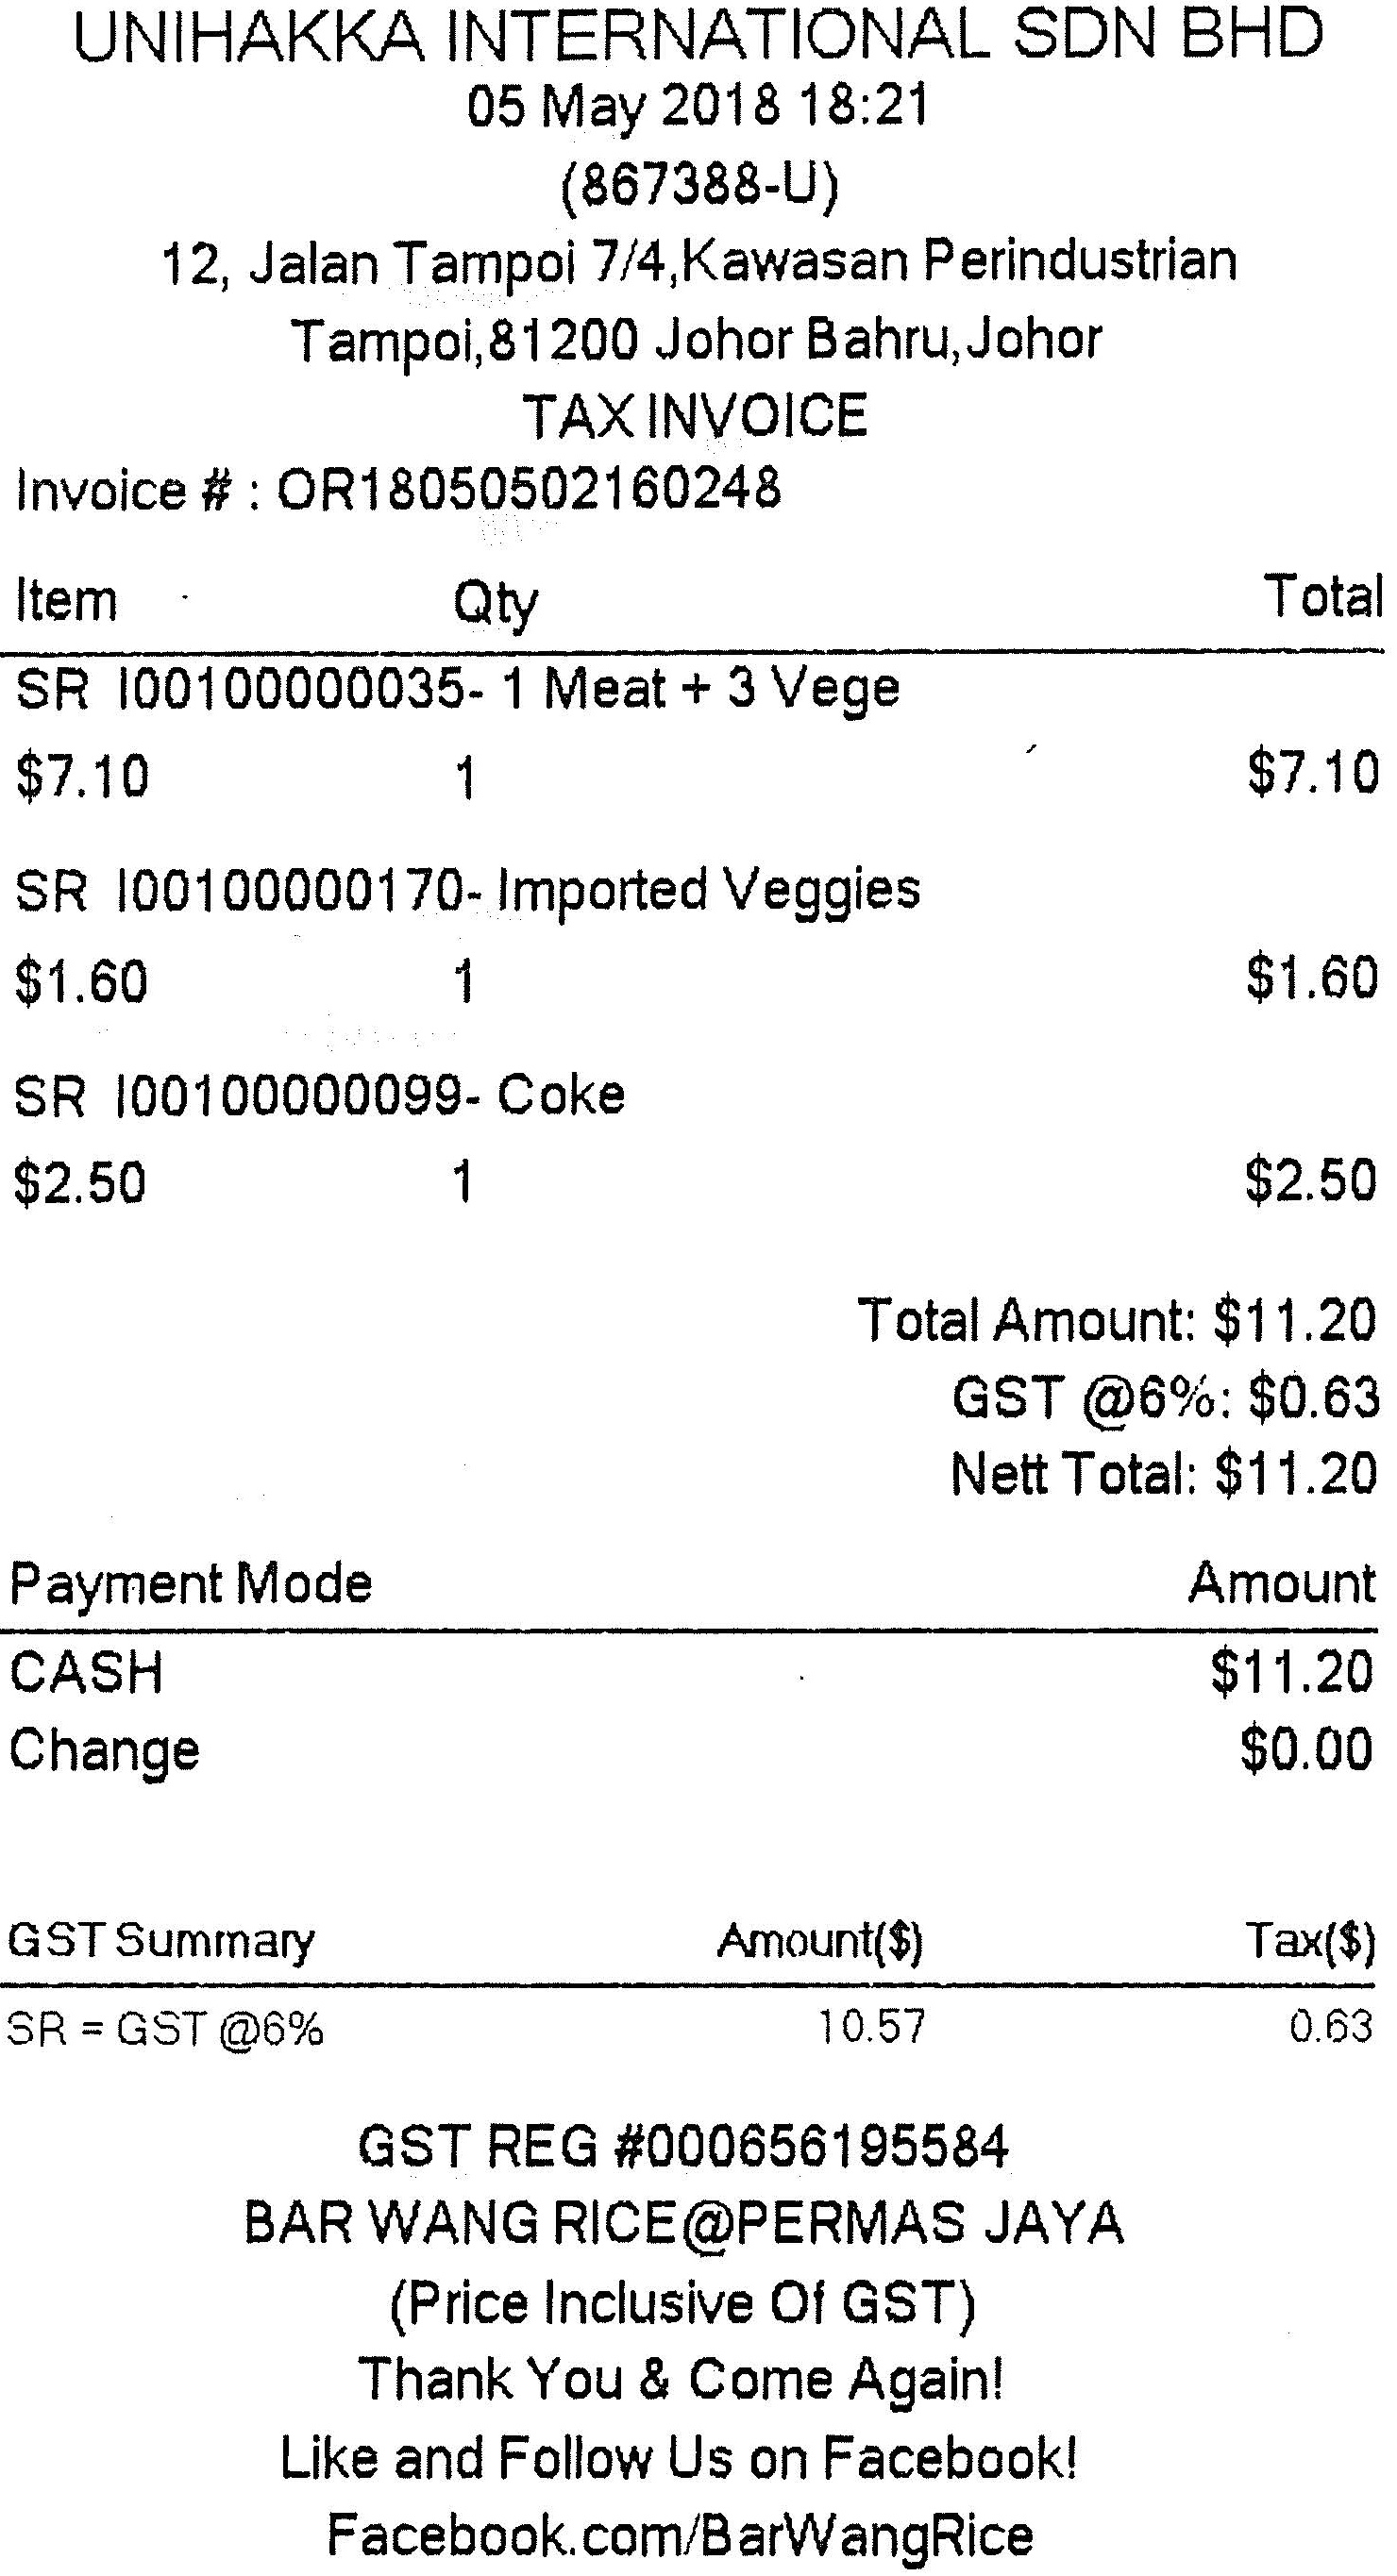 UNIHAKKA INTERNATIONAL SDN BHD
05 May 2018 18:21
(867388-U)
12, Jalan Tampoi 7/4,Kawasan Perindustrian
Tampoi,81200 Johor Bahru,Johor
TAX INVOICE
Invoice # : OR18050502160248
Item Qty Total
SR I00100000035- 1 Meat + 3 Vege
$7.10 1 $7.10
SR I00100000170- Imported Veggies
$1.60 1 $1.60
SR I00100000099- Coke
$2.50 1 $2.50
Total Amount: $11.20
GST @6%: $0.63
Nett Total: $11.20
Payment Mode Amount
CASH $11.20
Change $0.00
GST Summary Amount($) Tax($)
SR = GST @6% 10.57 0.63
GST REG #000656195584
BAR WANG RICE@PERMAS JAYA
(Price Inclusive Of GST)
Thank You & Come Again!
Like and Follow Us on Facebook!
Facebook.com/BarWangRice